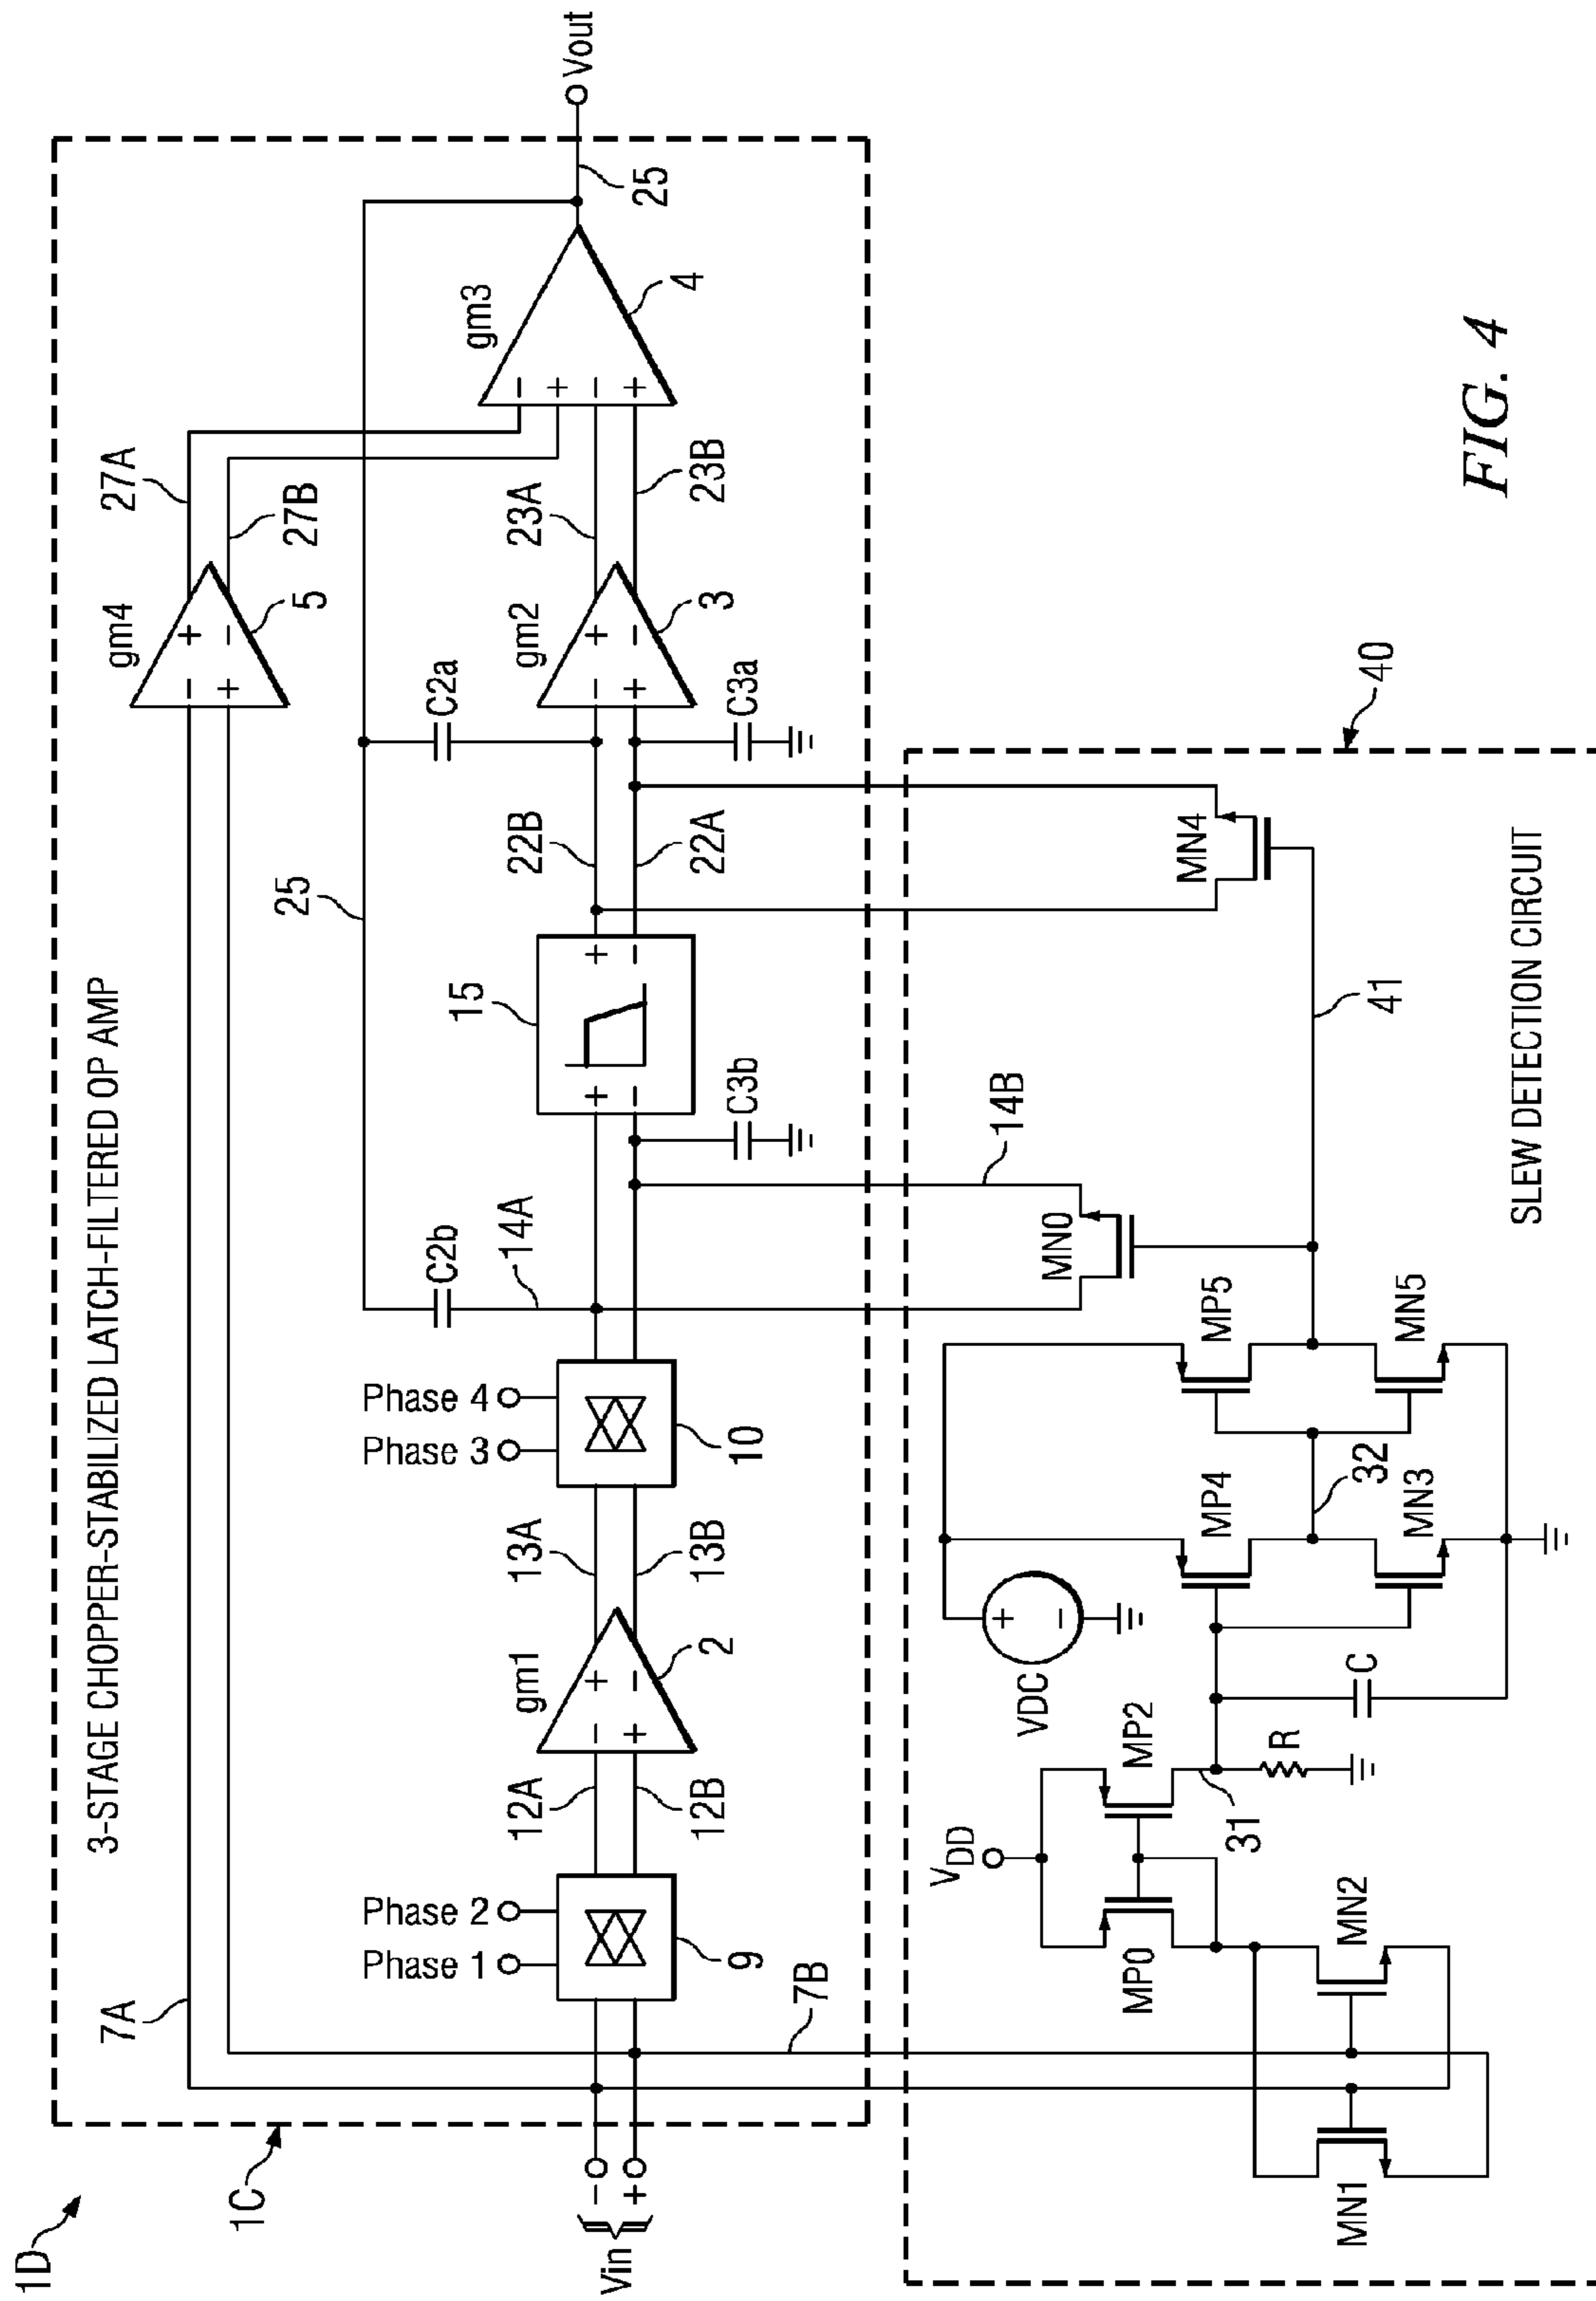 1D
1C
3-STAGE CHOPPER-STABILIZED LATCH-FILTERED OP AMP
7A
gm4
- +
+ -
5
27A
27B
25
Phase 1
Phase 2
Phase 3
Phase 4
C2b
14A
15
C2a
gm1
gm2
gm3
Vin
-
+
9
12A
12B
- +
+ -
2
13A
13B
10
+ +
- -
C3b
22B
22A
- +
+ -
3
C3a
23A
23B
-
+
-
+
4
25
Vout
7B
14B
40
VDD
MP0
MP2
31
R
C
VDC
+
-
MP4
MN3
32
MP5
MN5
MN0
41
MN4
MN1
MN2
SLEW DETECTION CIRCUIT
FIG. 4